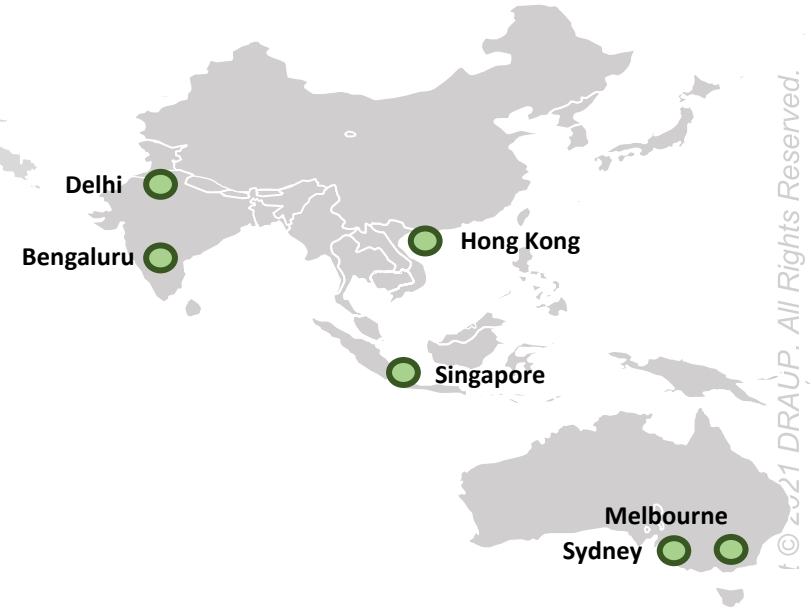 Delhi
Bengaluru
Hong Kong
Singapore
Melbourne
Sydney
© 2021 DRAUP. All Rights Reserved.